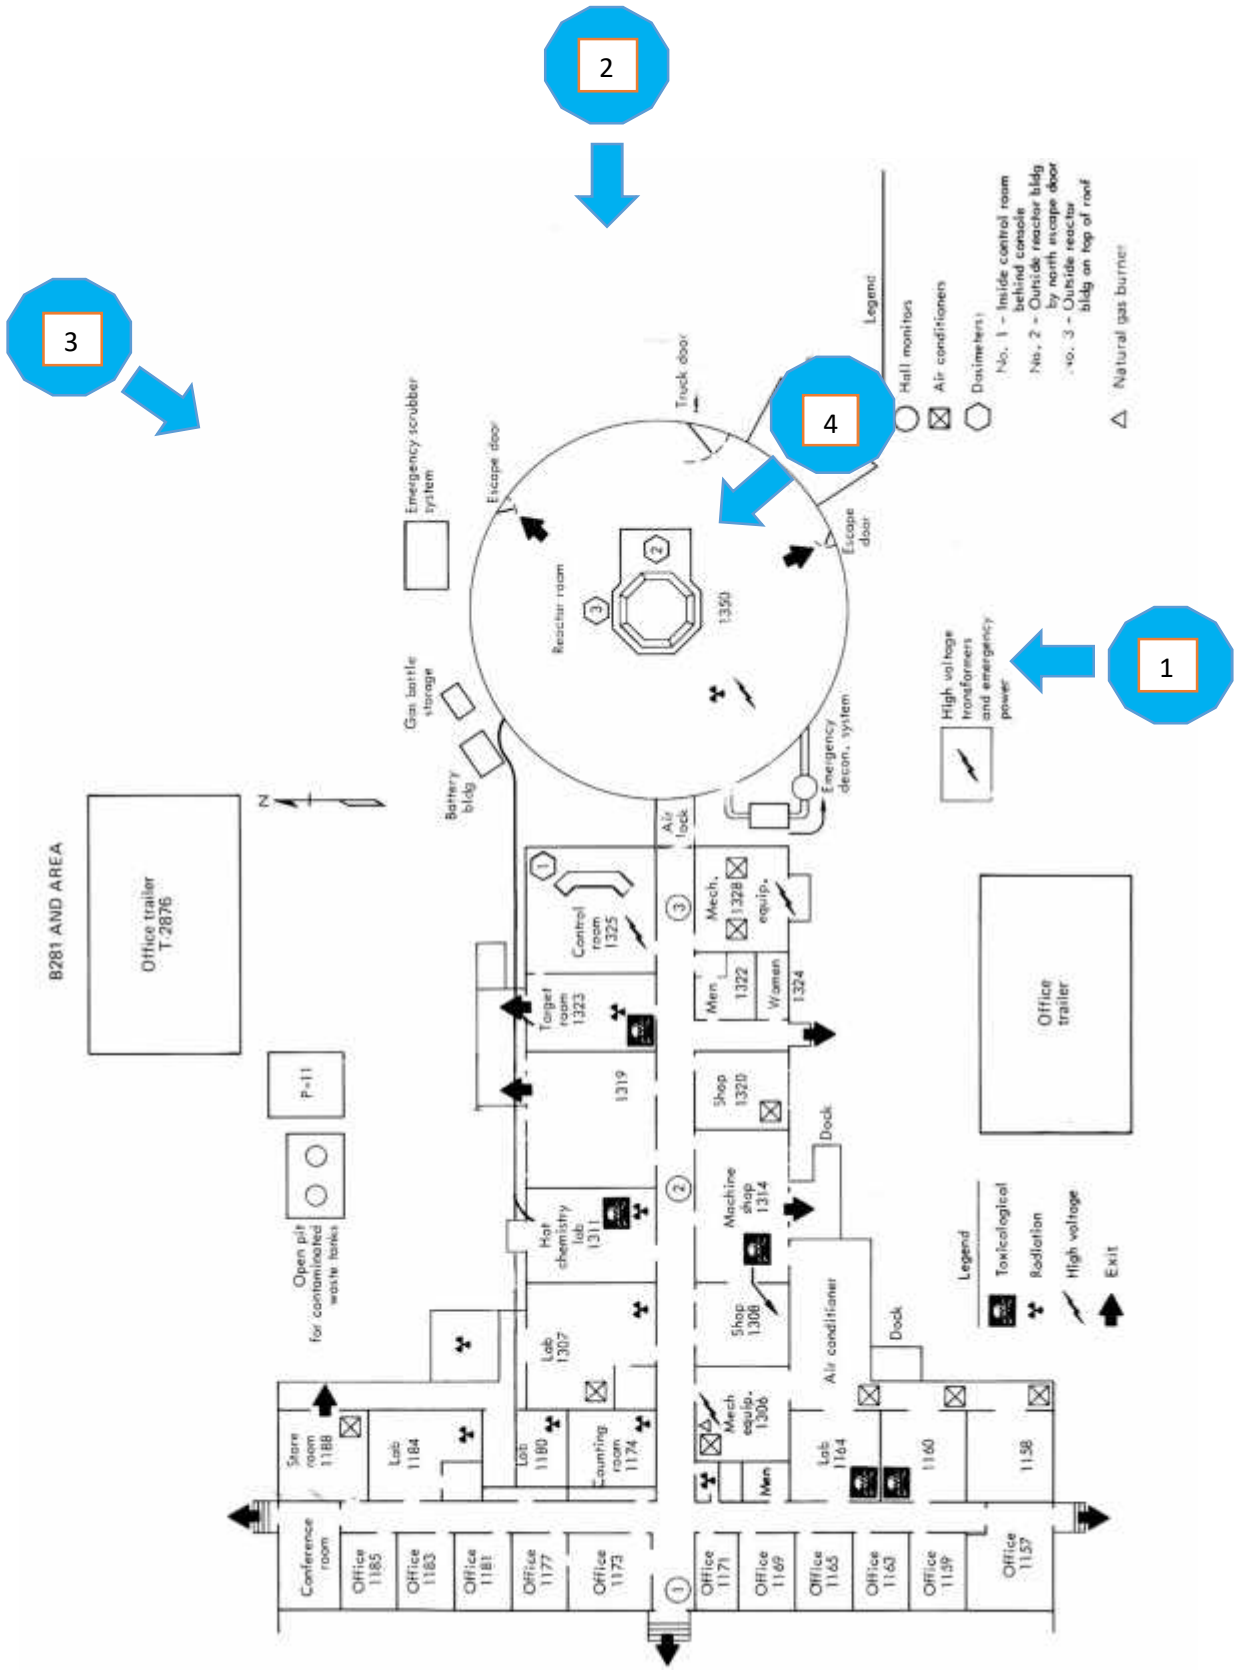 2
3
4
1
B281 AND AREA
Office trailer
T-2876
N
P-11
Open pit
for contaminated
waste tanks
Battery
bldg
Gas bottle
storage
Emergency scrubber
system
Escape door
Truck door
Reactor room
3
2
1350
Escape
door
Emergency
decon. system
High voltage
transformers
and emergency
power
Legend
Hall monitors
Air conditioners
Dosimeters:
No. 1 - Inside control room
behind console
No. 2 - Outside reactor bldg
by north escape door
No. 3 - Outside reactor
bldg on top of roof
Natural gas burner
Air
lock
1
Control
room
1325
3
Mech.
1328
equip.
Target
room
1323
Men
1322
Women
1324
1319
Shop
1320
Office
trailer
Dock
2
Hot
chemistry
lab
1311
Machine
shop
1314
Lab
1307
Shop
1308
Air conditioner
Dock
Legend
Toxicological
Radiation
High voltage
Exit
Store
room
1188
Lab
1184
Lab
1180
Counting
room
1174
Mech
equip.
1306
Men
Lab
1164
1160
1158
Conference
room
Office
1185
Office
1183
Office
1181
Office
1177
Office
1173
1
Office
1171
Office
1169
Office
1165
Office
1163
Office
1159
Office
1157